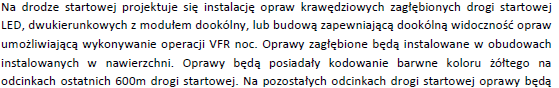 Na drodze startowej projektuje się instalację opraw krawędziowych zagłębionych drogi startowej
LED, dwukierunkowych z modułem dookólny, lub budową zapewniającą dookólną widoczność opraw
umożliwiającą wykonywanie operacji VFR noc. Oprawy zagłębione będą instalowane w obudowach
instalowanych w nawierzchni. Oprawy będą posiadały kodowanie barwne koloru żółtego na
odcinkach ostatnich 600m drogi startowej. Na pozostałych odcinkach drogi startowej oprawy będą